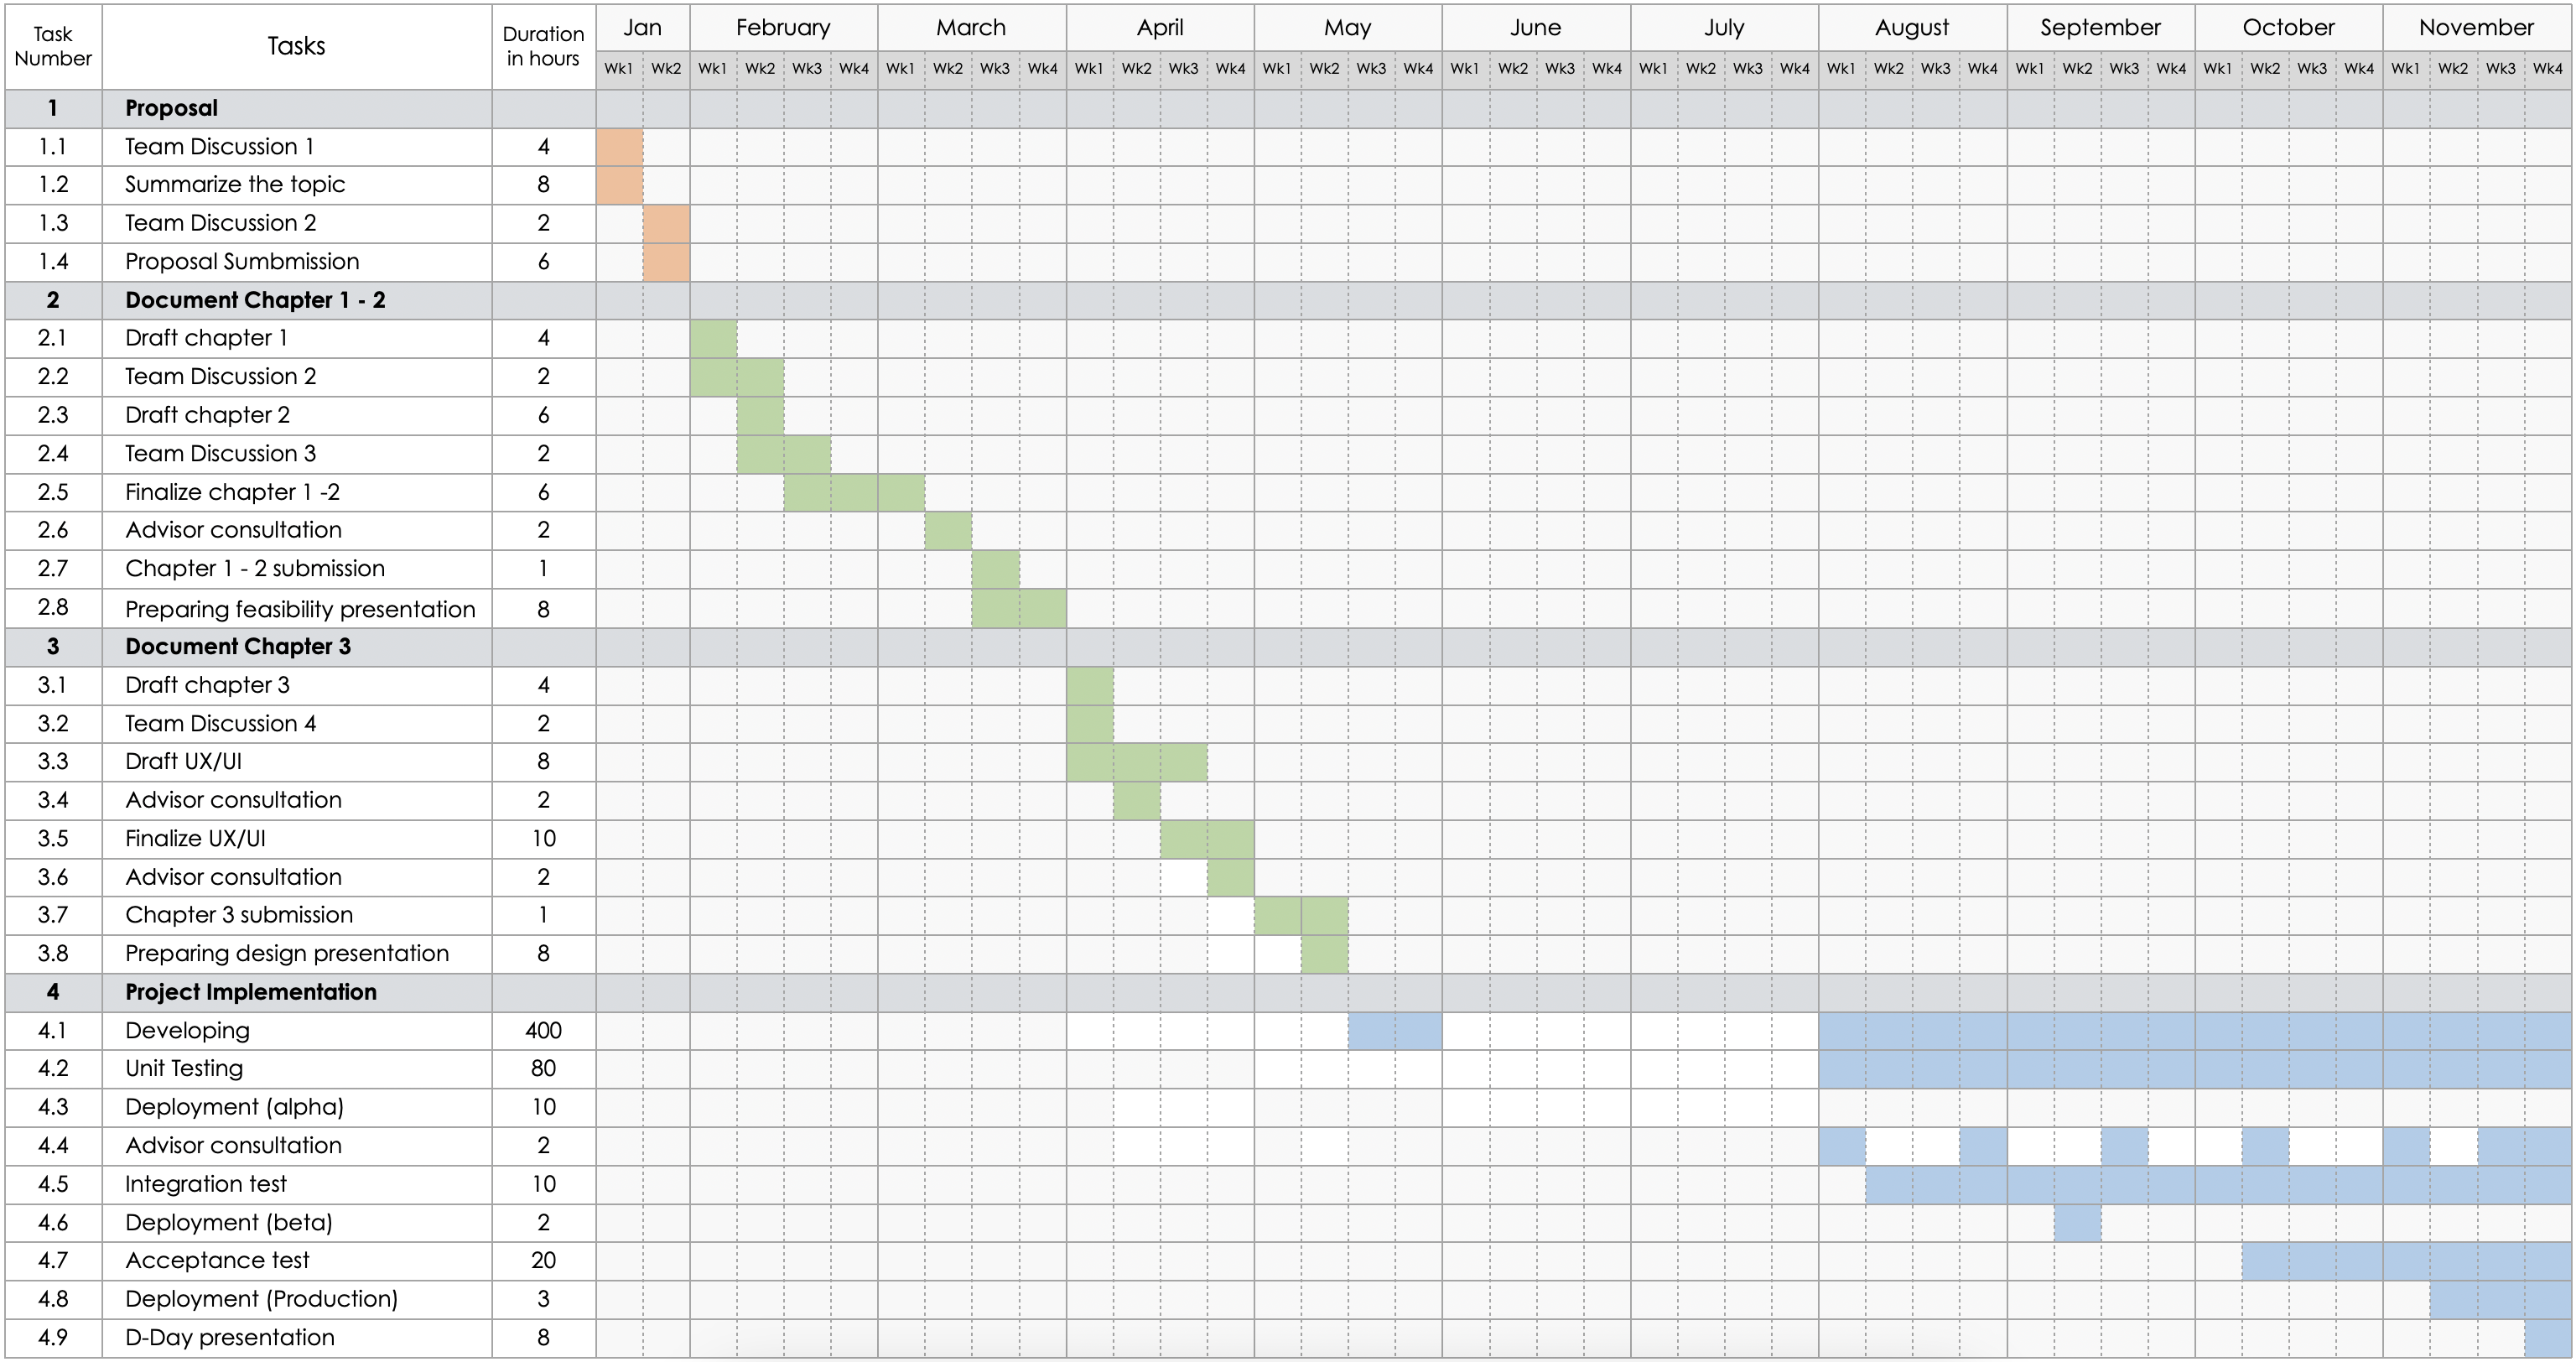 Task Number Tasks Duration in hours Jan February March April May June July August September October November
Wk1 Wk2 Wk1 Wk2 Wk3 Wk4 Wk1 Wk2 Wk3 Wk4 Wk1 Wk2 Wk3 Wk4 Wk1 Wk2 Wk3 Wk4 Wk1 Wk2 Wk3 Wk4 Wk1 Wk2 Wk3 Wk4 Wk1 Wk2 Wk3 Wk4 Wk1 Wk2 Wk3 Wk4 Wk1 Wk2 Wk3 Wk4 Wk1 Wk2 Wk3 Wk4
1 Proposal
1.1 Team Discussion 1 4
1.2 Summarize the topic 8
1.3 Team Discussion 2 2
1.4 Proposal Sumbmission 6
2 Document Chapter 1 - 2
2.1 Draft chapter 1 4
2.2 Team Discussion 2 2
2.3 Draft chapter 2 6
2.4 Team Discussion 3 2
2.5 Finalize chapter 1 -2 6
2.6 Advisor consultation 2
2.7 Chapter 1 - 2 submission 1
2.8 Preparing feasibility presentation 8
3 Document Chapter 3
3.1 Draft chapter 3 4
3.2 Team Discussion 4 2
3.3 Draft UX/UI 8
3.4 Advisor consultation 2
3.5 Finalize UX/UI 10
3.6 Advisor consultation 2
3.7 Chapter 3 submission 1
3.8 Preparing design presentation 8
4 Project Implementation
4.1 Developing 400
4.2 Unit Testing 80
4.3 Deployment (alpha) 10
4.4 Advisor consultation 2
4.5 Integration test 10
4.6 Deployment (beta) 2
4.7 Acceptance test 20
4.8 Deployment (Production) 3
4.9 D-Day presentation 8